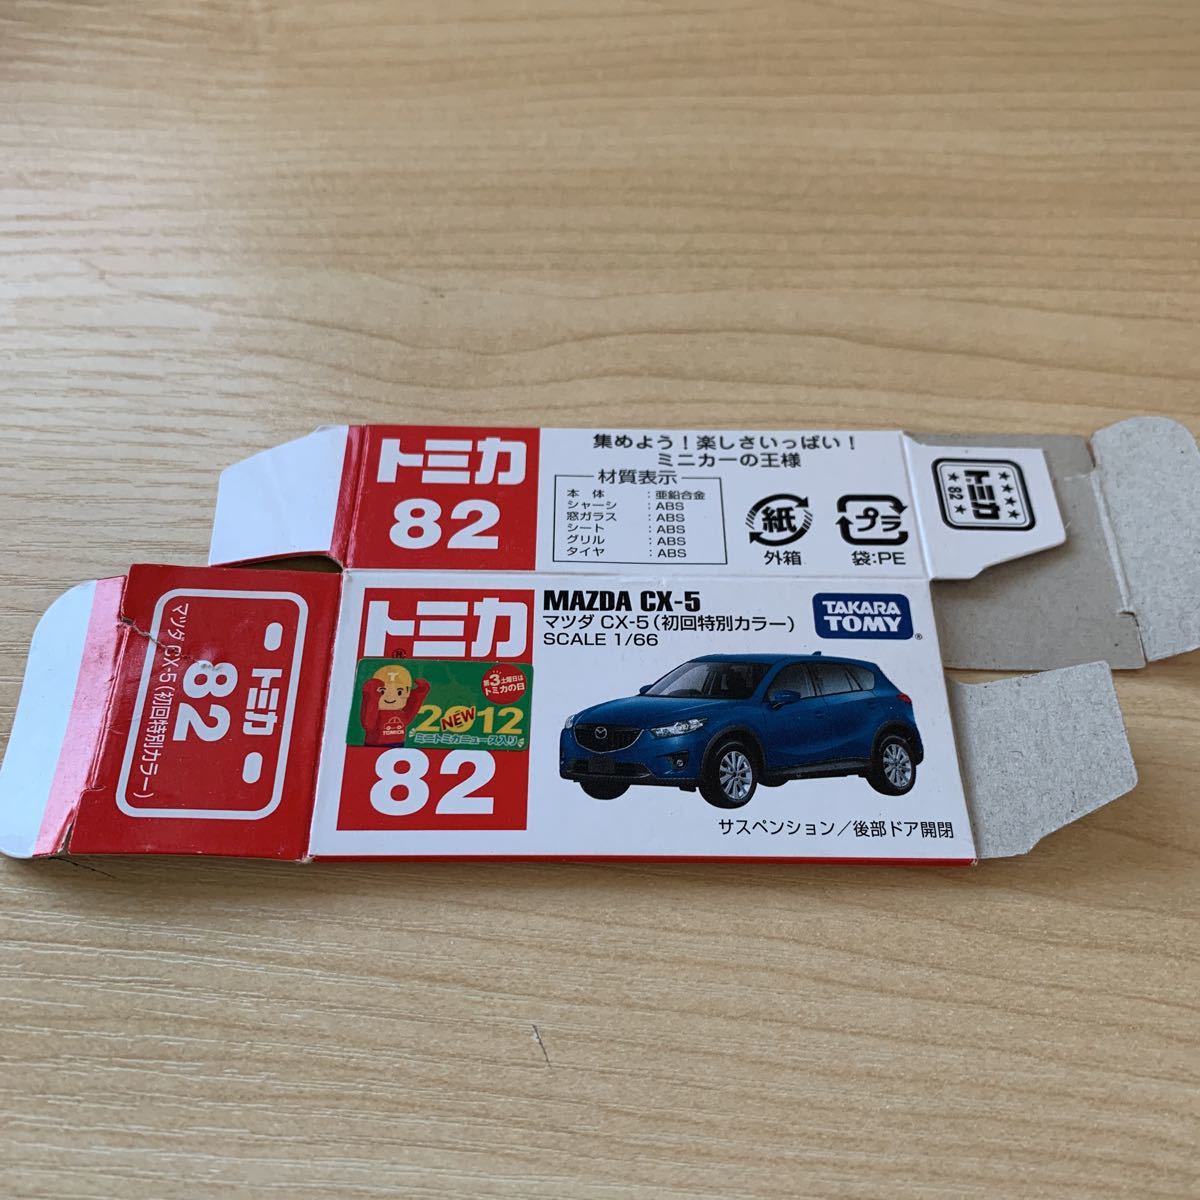 トミカ
82
集めよう！楽しさいっぱい！
ミニカーの王様
材質表示
本体：亜鉛合金
シャーシ：ABS
窓ガラス：ABS
シート：ABS
グリル：ABS
タイヤ：ABS
紙
外箱
プラ
袋:PE
トミカ
82
トミカ
82
マツダ CX-5（初回特別カラー）
トミカ
®
MAZDA CX-5
マツダ CX-5（初回特別カラー）
SCALE 1/66
TAKARA
TOMY
®
T
TOMICA
第3土曜日は
トミカの日
2012
NEW
ミニトミカニュース入り
82
サスペンション／後部ドア開閉